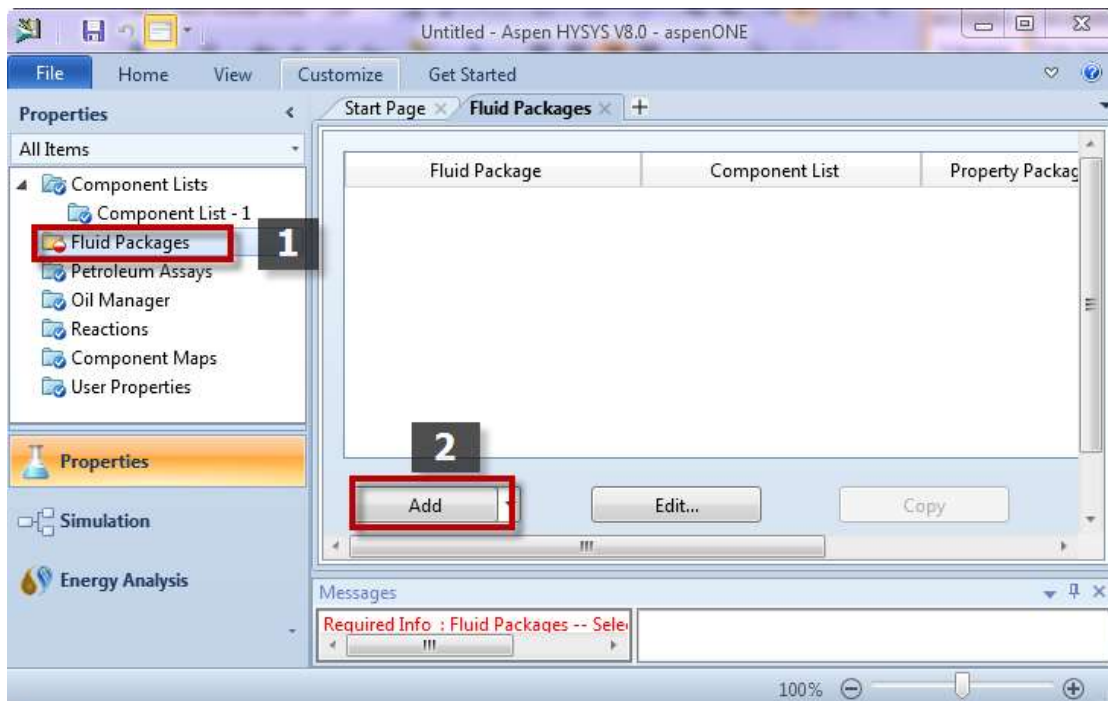 Untitled - Aspen HYSYS V8.0 - aspenONE
File Home View Customize Get Started
Properties
Start Page Fluid Packages
All Items
Component Lists
Component List - 1
Fluid Packages
1
Petroleum Assays
Oil Manager
Reactions
Component Maps
User Properties
Fluid Package Component List Property Packag
2
Add Edit... Copy
Properties
Simulation
Energy Analysis
Messages
Required Info : Fluid Packages -- Sele
100%